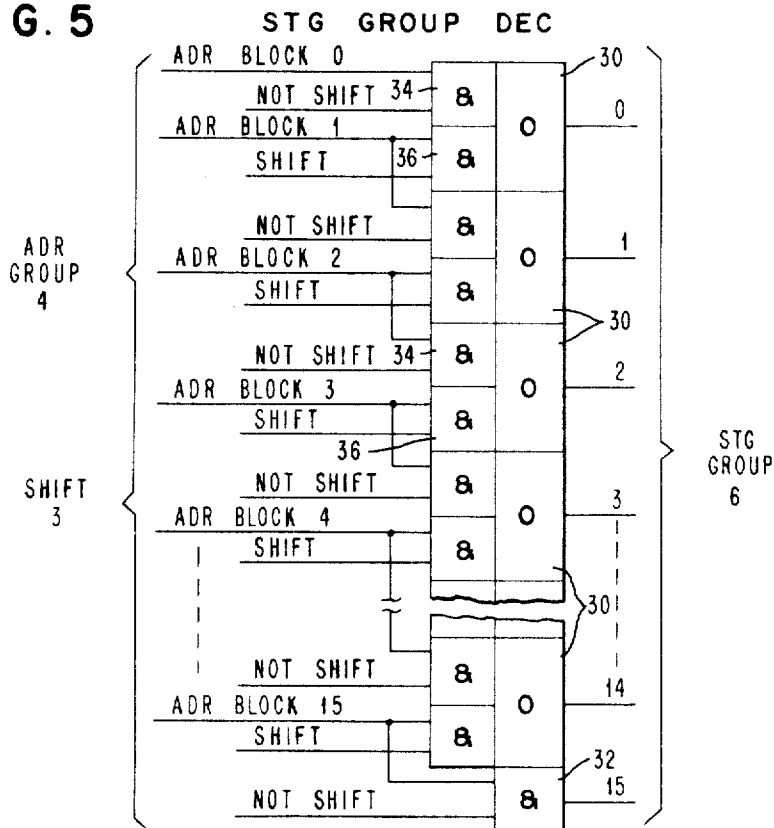 G. 5 STG GROUP DEC
ADR BLOCK 0
30
NOT SHIFT 34 &
0
O
ADR BLOCK 1
36 &
SHIFT
NOT SHIFT &
1
ADR GROUP 4
ADR BLOCK 2
O
SHIFT &
30
NOT SHIFT 34 &
2
ADR BLOCK 3
O
SHIFT &
36
STG GROUP 6
SHIFT 3
NOT SHIFT &
3
ADR BLOCK 4
O
SHIFT &
30
NOT SHIFT &
14
ADR BLOCK 15
O
SHIFT &
32
15
NOT SHIFT &